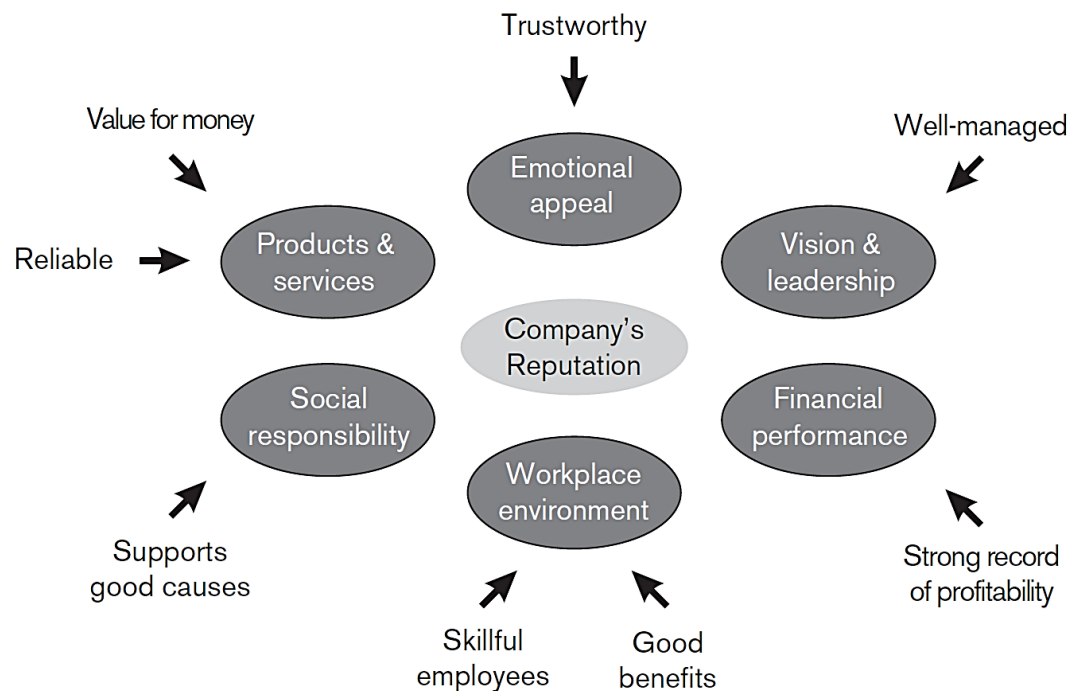 Trustworthy
Value for money
Well-managed
Emotional
appeal
Reliable
Products &
services
Vision &
leadership
Company’s
Reputation
Social
responsibility
Financial
performance
Workplace
environment
Supports
good causes
Strong record
of profitability
Skillful
employees
Good
benefits